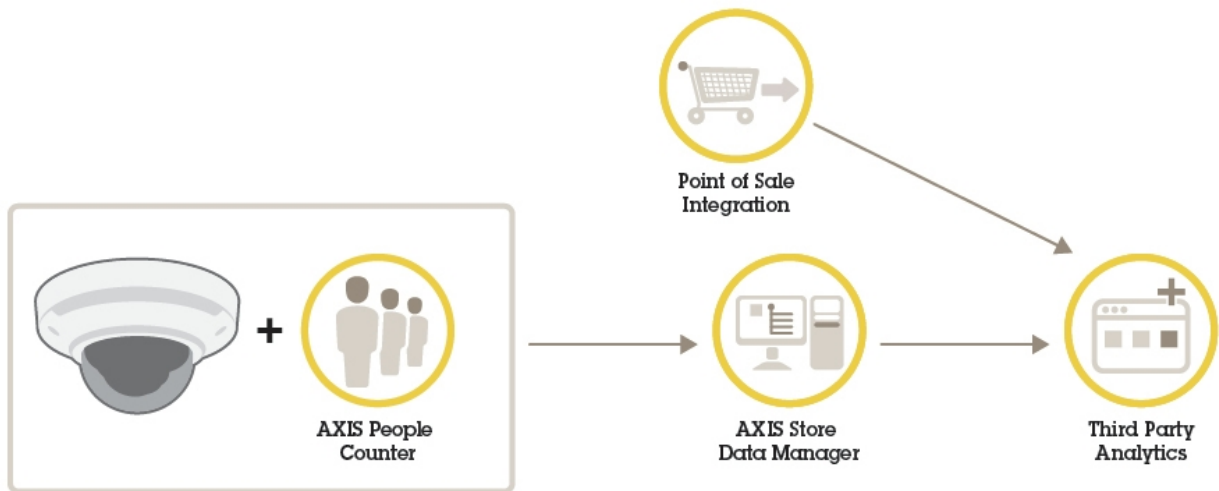 Point of Sale
Integration
AXIS People
Counter
AXIS Store
Data Manager
Third Party
Analytics